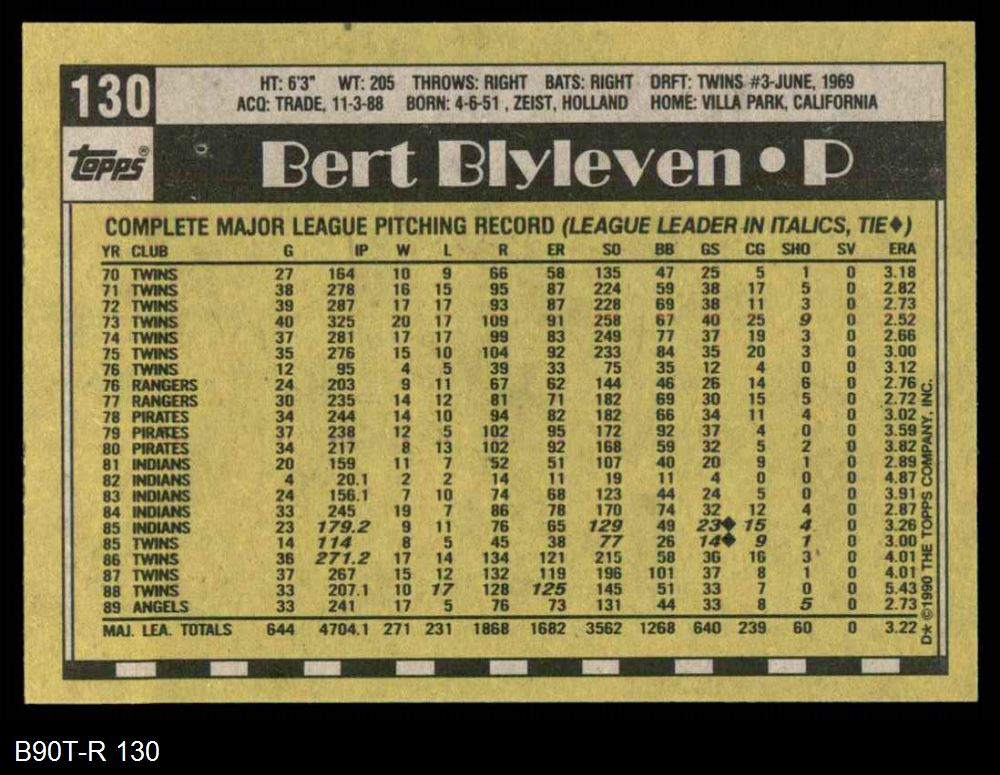 130
HT: 6'3" WT: 205 THROWS: RIGHT BATS: RIGHT DRFT: TWINS #3-JUNE, 1969
ACQ: TRADE, 11-3-88 BORN: 4-6-51 , ZEIST, HOLLAND HOME: VILLA PARK, CALIFORNIA
topps®
Bert Blyleven • P
COMPLETE MAJOR LEAGUE PITCHING RECORD (LEAGUE LEADER IN ITALICS, TIE♦)
YR CLUB G IP W L R ER SO BB GS CG SHO SV ERA
70 TWINS 27 164 10 9 66 58 135 47 25 5 1 0 3.18
71 TWINS 38 278 16 15 95 87 224 59 38 17 5 0 2.82
72 TWINS 39 287 17 17 93 87 228 69 38 11 3 0 2.73
73 TWINS 40 325 20 17 109 91 258 67 40 25 9 0 2.52
74 TWINS 37 281 17 17 99 83 249 77 37 19 3 0 2.66
75 TWINS 35 276 15 10 104 92 233 84 35 20 3 0 3.00
76 TWINS 12 95 4 5 39 33 75 35 12 4 0 0 3.12
76 RANGERS 24 203 9 11 67 62 144 46 26 14 6 0 2.76
77 RANGERS 30 235 14 12 81 71 182 69 30 15 5 0 2.72
78 PIRATES 34 244 14 10 94 82 182 66 34 11 4 0 3.02
79 PIRATES 37 238 12 5 102 95 172 92 37 4 0 0 3.59
80 PIRATES 34 217 8 13 102 92 168 59 32 5 2 0 3.82
81 INDIANS 20 159 11 7 52 51 107 40 20 9 1 0 2.89
82 INDIANS 4 20.1 2 2 14 11 19 11 4 0 0 0 4.87
83 INDIANS 24 156.1 7 10 74 68 123 44 24 5 0 0 3.91
84 INDIANS 33 245 19 7 86 78 170 74 32 12 4 0 2.87
85 INDIANS 23 179.2 9 11 76 65 129 49 23♦ 15 4 0 3.26
85 TWINS 14 114 8 5 45 38 77 26 14♦ 9 1 0 3.00
86 TWINS 36 271.2 17 14 134 121 215 58 36 16 3 0 4.01
87 TWINS 37 267 15 12 132 119 196 101 37 8 1 0 4.01
88 TWINS 33 207.1 10 17 128 125 145 51 33 7 0 0 5.43
89 ANGELS 33 241 17 5 76 73 131 44 33 8 5 0 2.73
MAJ. LEA. TOTALS 644 4704.1 271 231 1868 1682 3562 1268 640 239 60 0 3.22
D* ©1990 THE TOPPS COMPANY, INC.
B90T-R 130